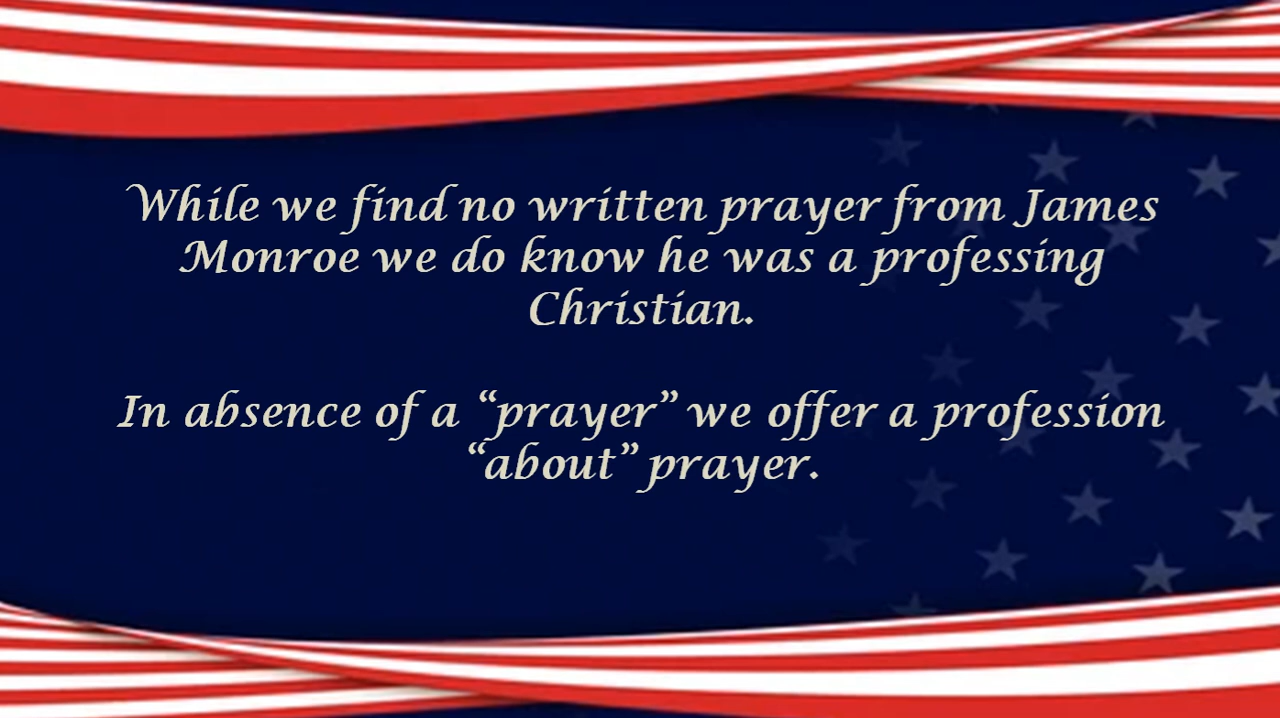 While we find no written prayer from James
Monroe we do know he was a professing
Christian.
In absence of a “prayer” we offer a profession
“about” prayer.